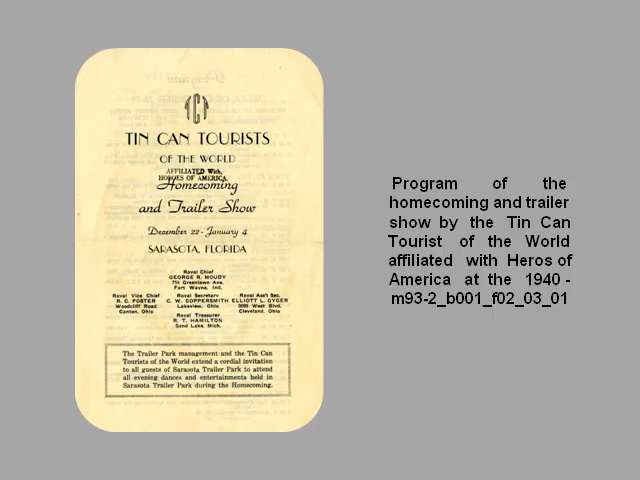 TCT
TIN CAN TOURISTS
OF THE WORLD
AFFILIATED With,
HOMES OF AMERICA.
Homecoming
and Trailer Show
December 22 - January 4
SARASOTA, FLORIDA
Royal Chief
GEORGE R. MOUDY
714 Greenlawn Ave.
Fort Wayne, Ind.
Royal Vice Chief
R. C. FOSTER
Woodcliff Road
Canton, Ohio
Royal Secretary
C. W. COPPERSMITH
Lakeview, Ohio
Royal Ass't Sec.
ELLIOTT L. GYGER
3095 West Blvd.
Cleveland, Ohio
Royal Treasurer
R. T. HAMILTON
Sand Lake, Mich.
The Trailer Park management and the Tin Can
Tourists of the World extend a cordial invitation
to all guests of Sarasota Trailer Park to attend
all evening dances and entertainments held in
Sarasota Trailer Park during the Homecoming.
Program of the
homecoming and trailer
show by the Tin Can
Tourist of the World
affiliated with Heros of
America at the 1940 -
m93-2_b001_f02_03_01